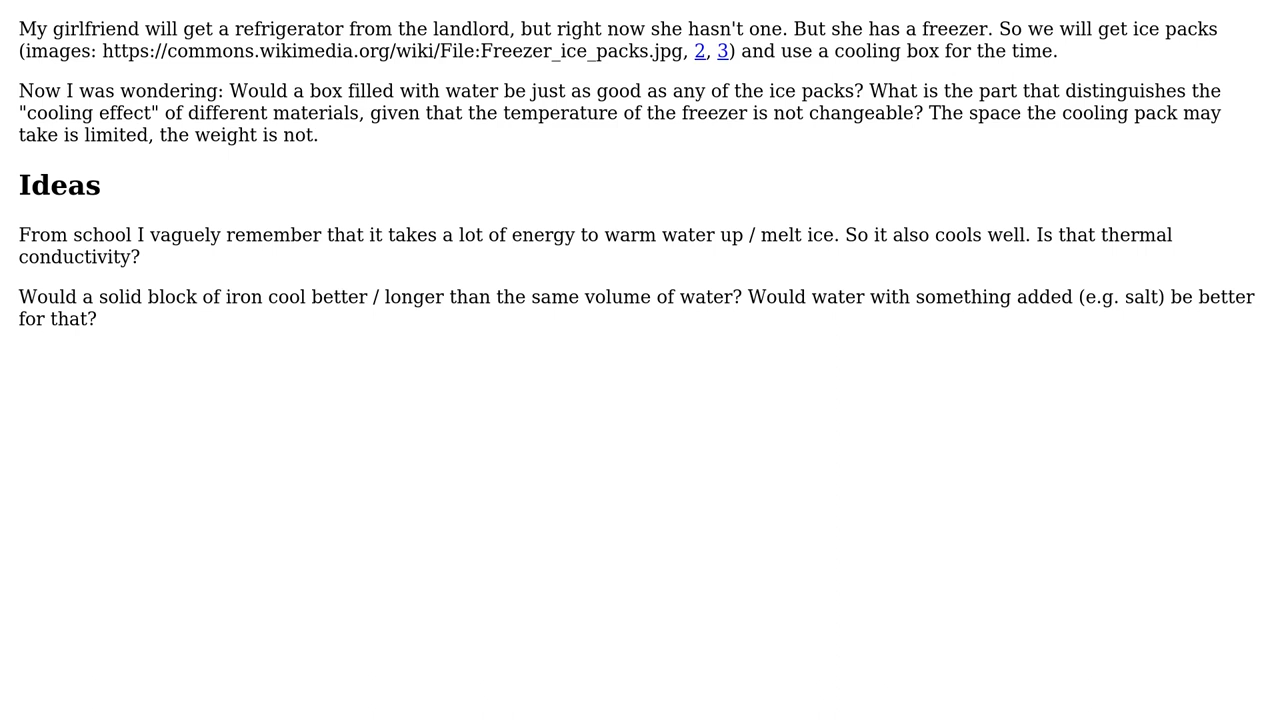 My girlfriend will get a refrigerator from the landlord, but right now she hasn't one. But she has a freezer. So we will get ice packs
(images: https://commons.wikimedia.org/wiki/File:Freezer_ice_packs.jpg, 2, 3) and use a cooling box for the time.
Now I was wondering: Would a box filled with water be just as good as any of the ice packs? What is the part that distinguishes the
"cooling effect" of different materials, given that the temperature of the freezer is not changeable? The space the cooling pack may
take is limited, the weight is not.
Ideas
From school I vaguely remember that it takes a lot of energy to warm water up / melt ice. So it also cools well. Is that thermal
conductivity?
Would a solid block of iron cool better / longer than the same volume of water? Would water with something added (e.g. salt) be better
for that?